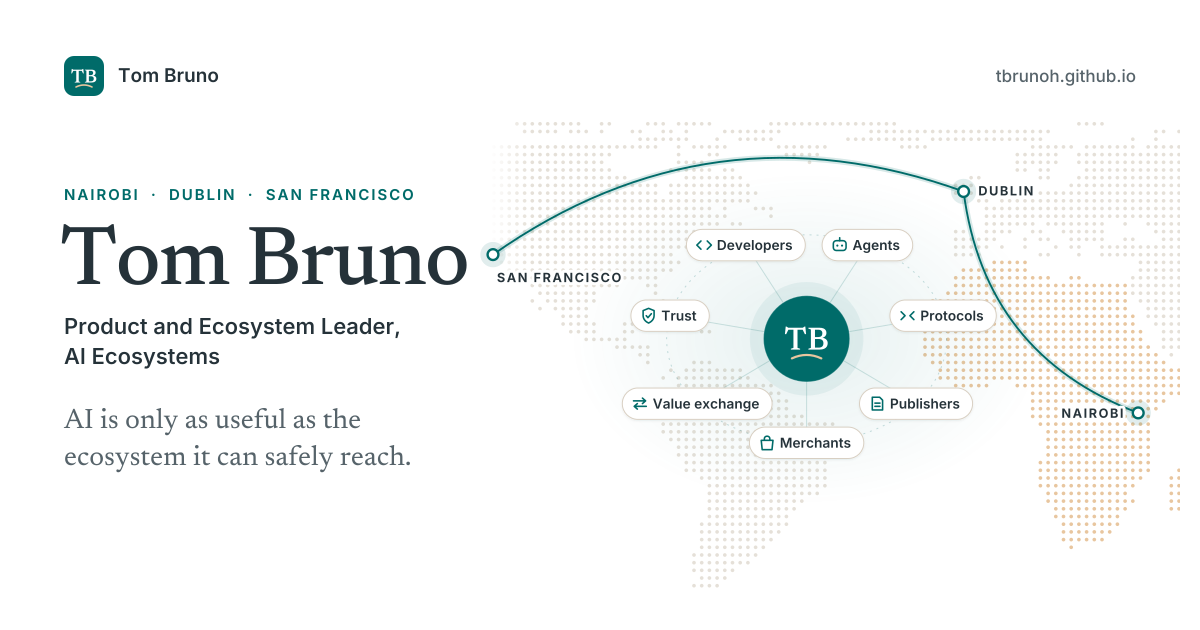 TB
Tom Bruno
tbrunoh.github.io
NAIROBI · DUBLIN · SAN FRANCISCO
Tom Bruno
Product and Ecosystem Leader,
AI Ecosystems
AI is only as useful as the
ecosystem it can safely reach.
DUBLIN
SAN FRANCISCO
NAIROBI
Developers
Agents
Trust
Protocols
TB
Value exchange
Publishers
Merchants